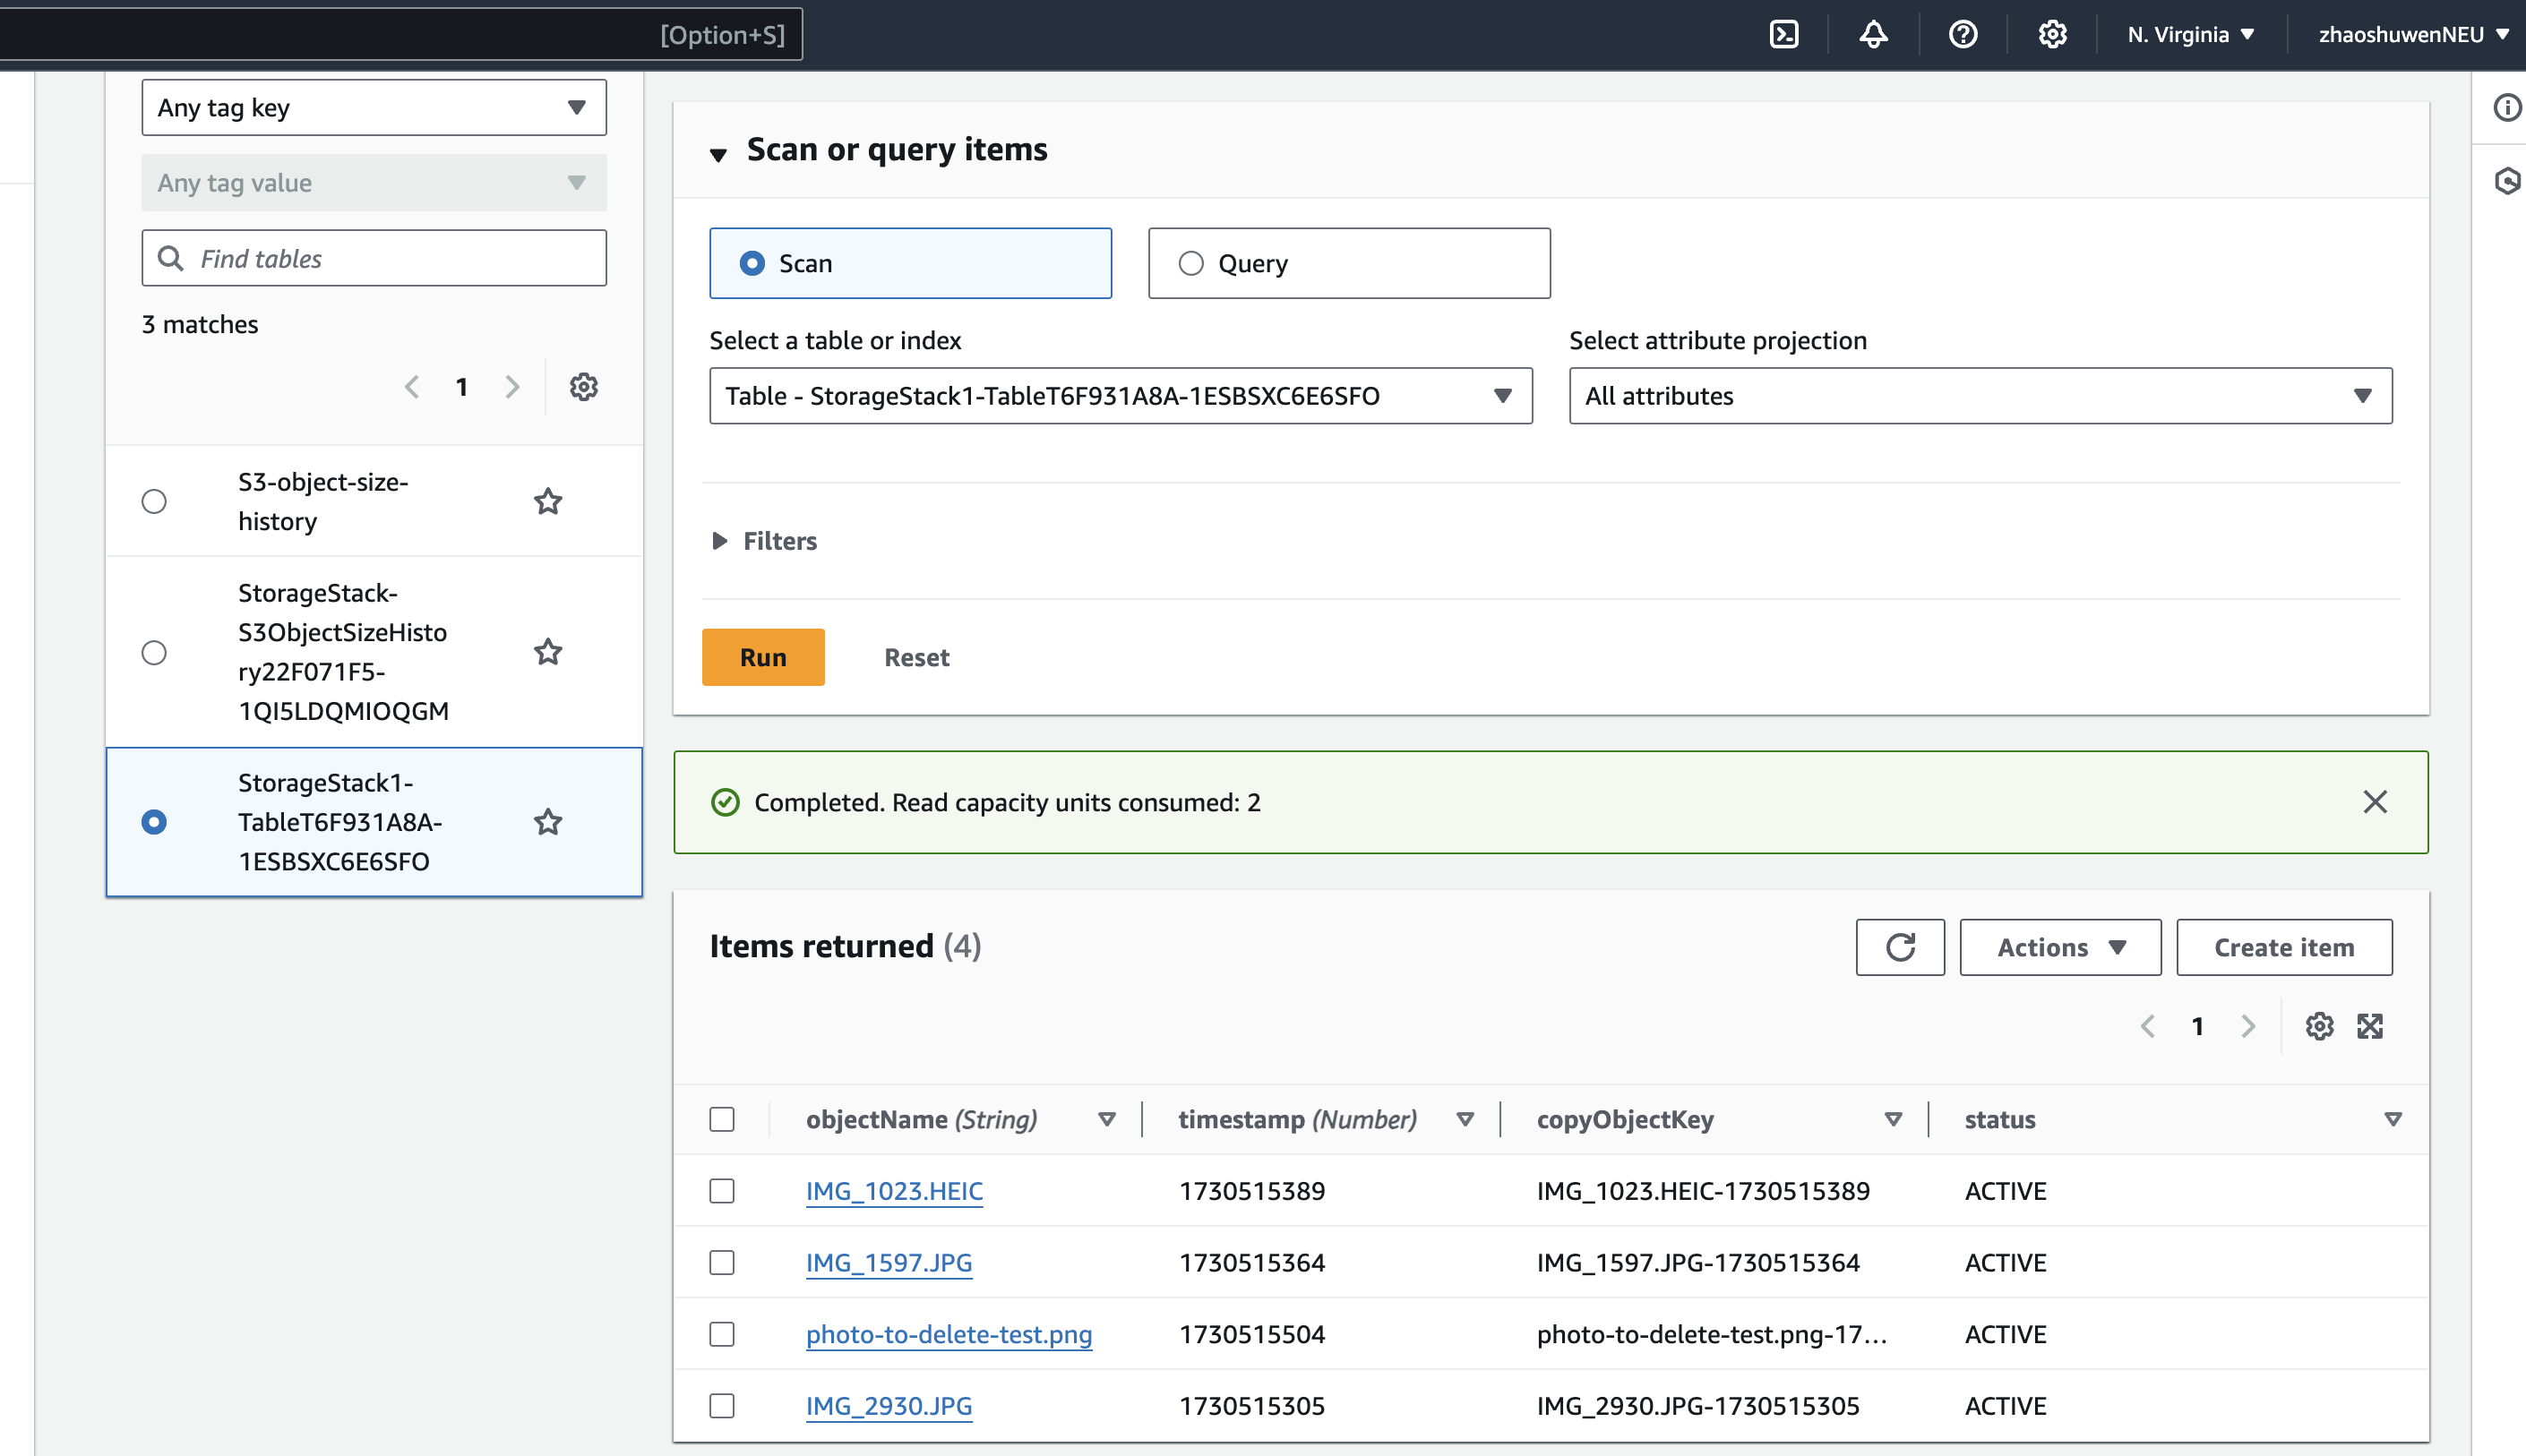 [Option+S]
N. Virginia
zhaoshuwenNEU
Any tag key
Any tag value
Find tables
3 matches
1
S3-object-size-
history
StorageStack-
S3ObjectSizeHisto
ry22F071F5-
1QI5LDQMIOQGM
StorageStack1-
TableT6F931A8A-
1ESBSXC6E6SFO
Scan or query items
Scan
Query
Select a table or index
Select attribute projection
Table - StorageStack1-TableT6F931A8A-1ESBSXC6E6SFO
All attributes
Filters
Run
Reset
Completed. Read capacity units consumed: 2
Items returned (4)
Actions
Create item
1
objectName (String) timestamp (Number) copyObjectKey status
IMG_1023.HEIC 1730515389 IMG_1023.HEIC-1730515389 ACTIVE
IMG_1597.JPG 1730515364 IMG_1597.JPG-1730515364 ACTIVE
photo-to-delete-test.png 1730515504 photo-to-delete-test.png-17... ACTIVE
IMG_2930.JPG 1730515305 IMG_2930.JPG-1730515305 ACTIVE